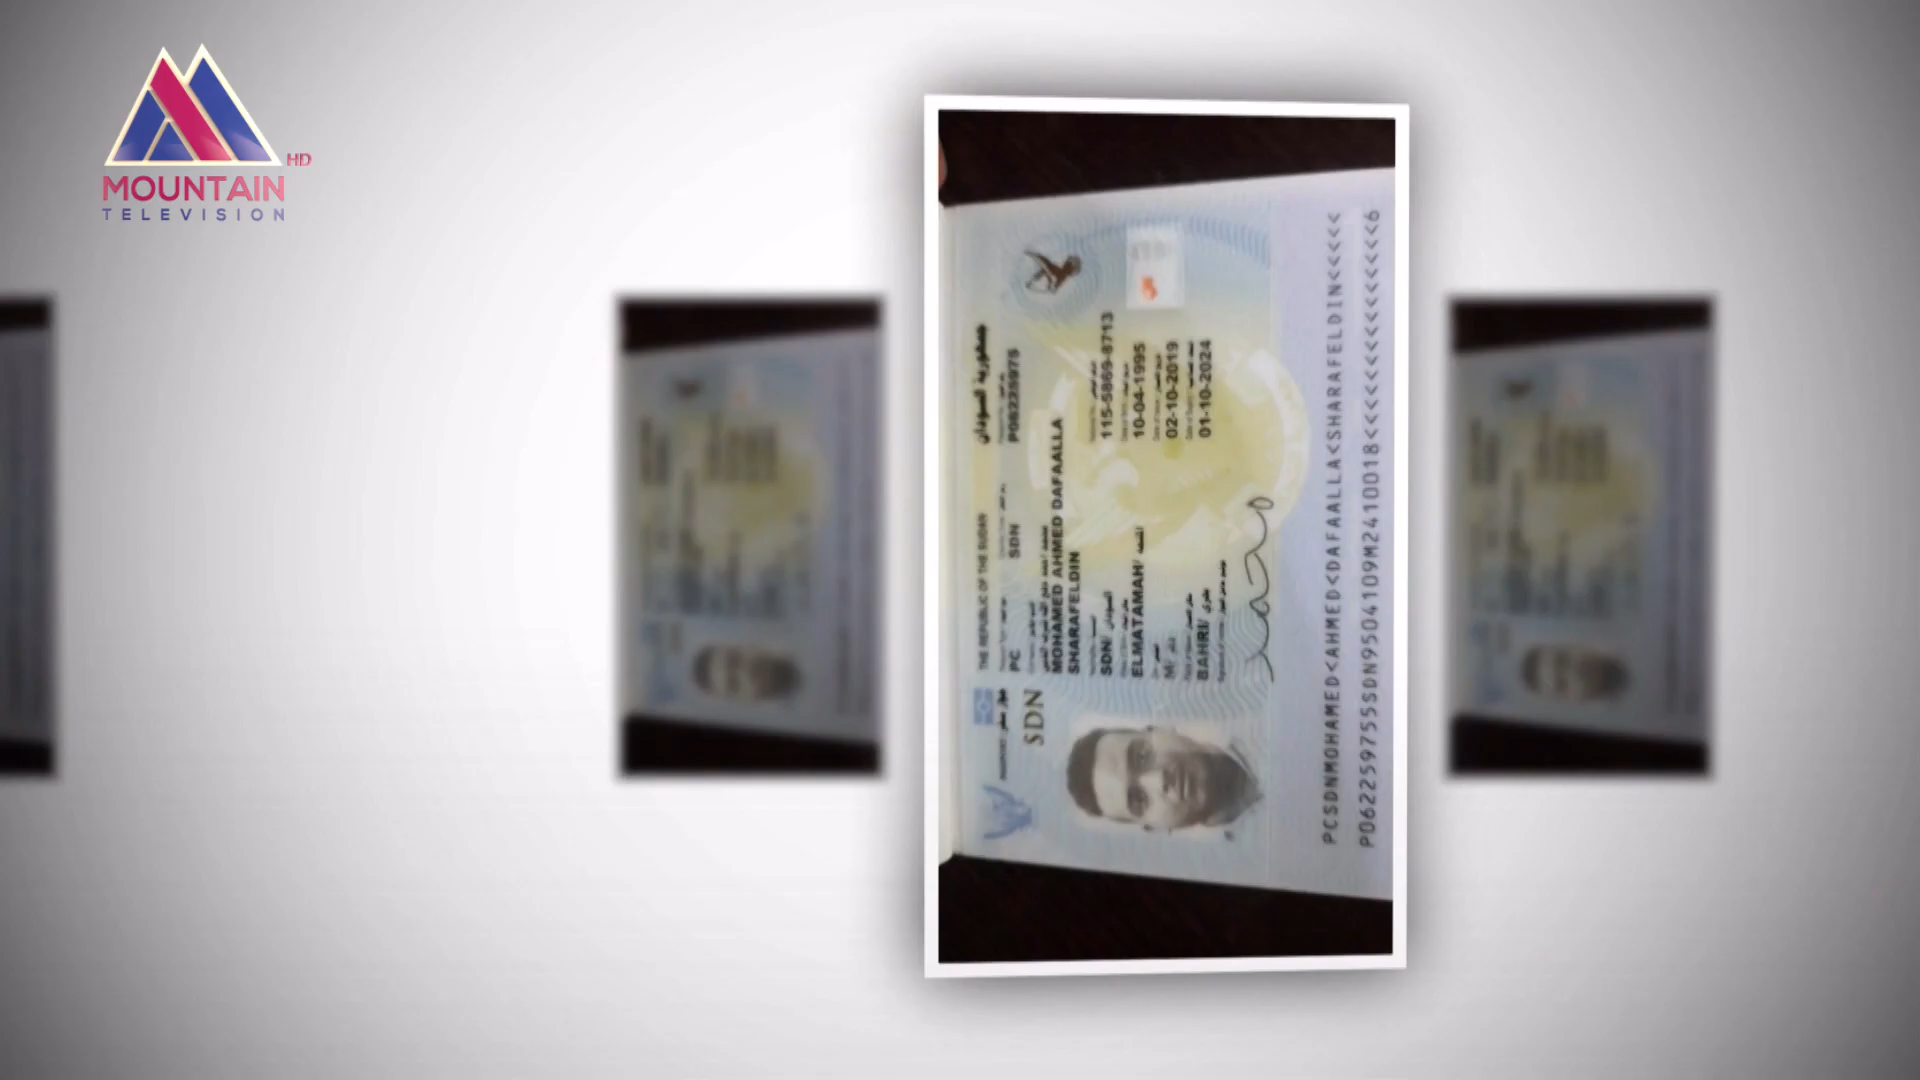 MOUNTAIN HD
TELEVISION
THE REPUBLIC OF THE SUDAN جمهورية السودان
SDN
PC SDN P06225975
MOHAMED AHMED DAFAALLA
SHARAFELDIN
SDN/ السودان 115-5869-8713
ELMATAMAH/ المتمة 10-04-1995
M/ 02-10-2019
BAHRI/ بحري 01-10-2024
PCSDNMOHAMED<AHMED<DAFAALLA<SHARAFELDIN<<<<<
P062259755SDN9504109M2410018<<<<<<<<<<<<<<<6